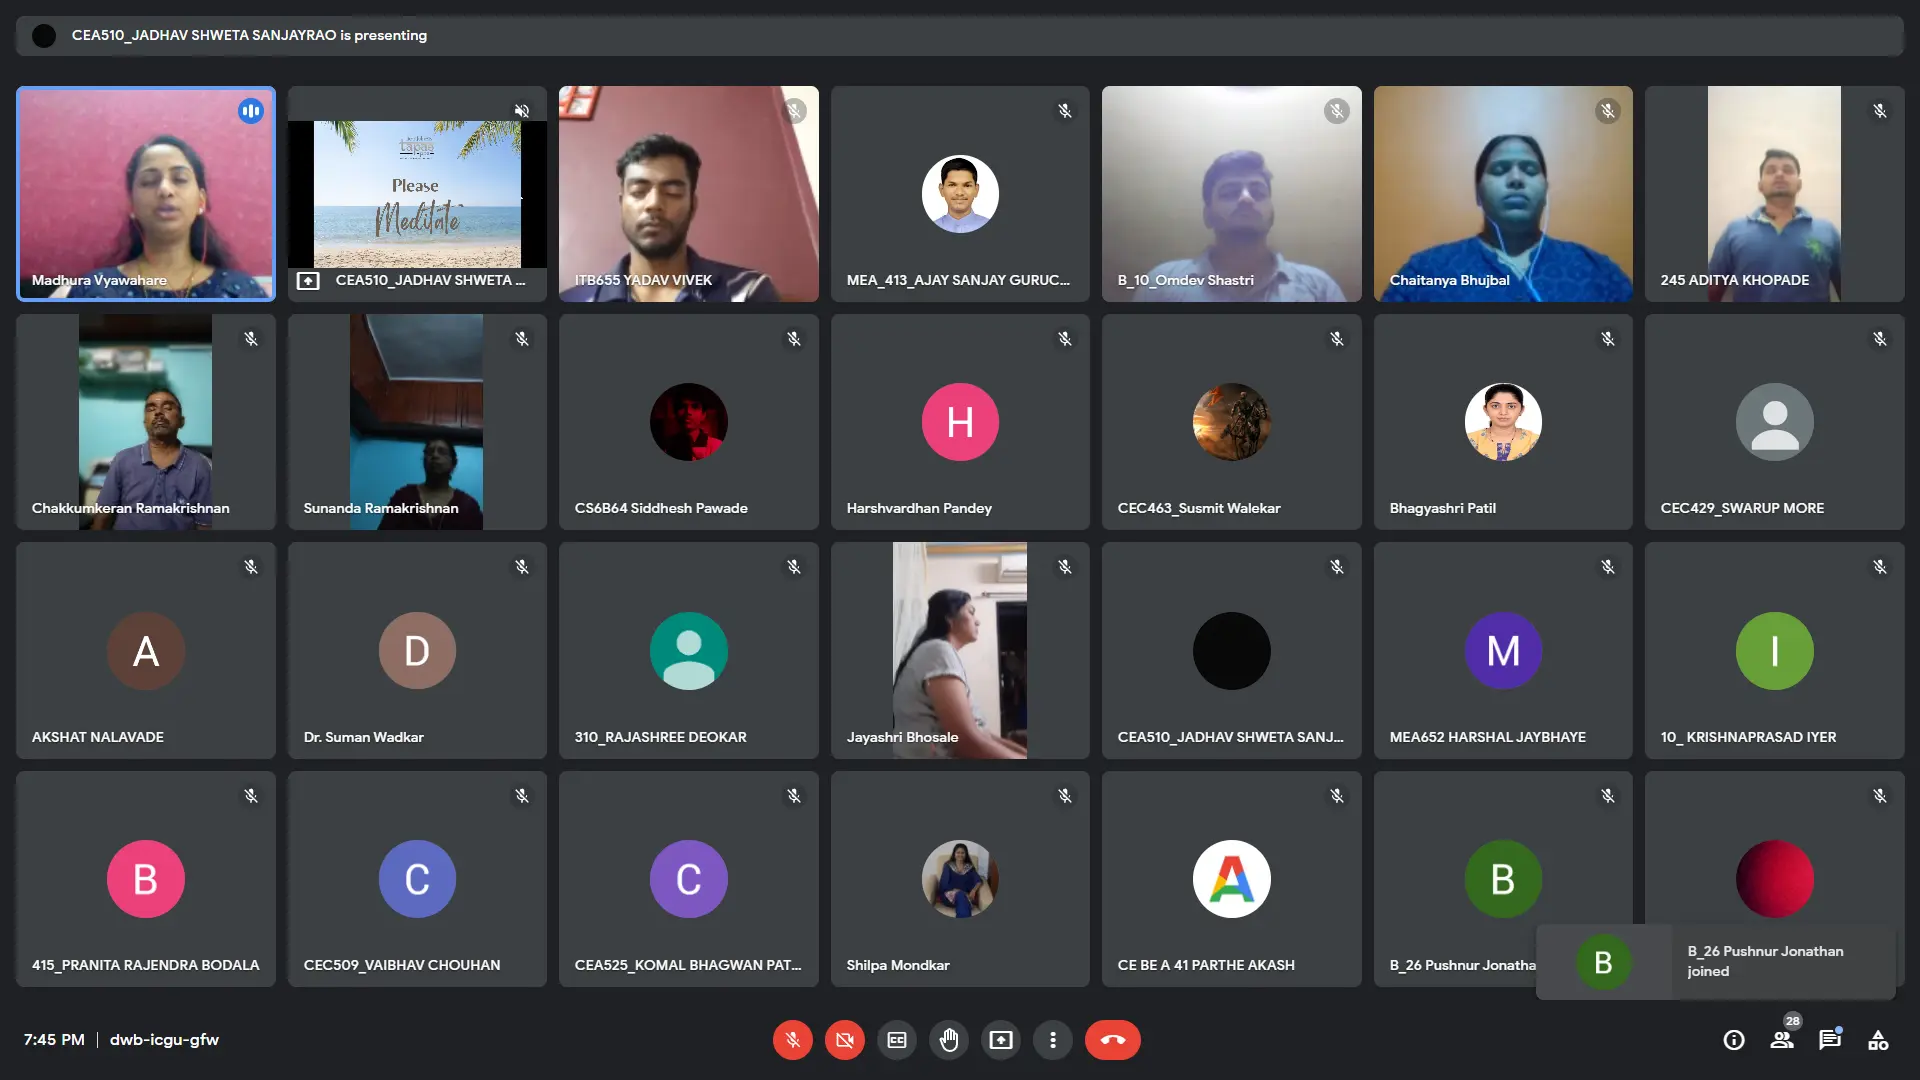 CEA510_JADHAV SHWETA SANJAYRAO is presenting
tapas
Please
Meditate
Madhura Vyawahare
CEA510_JADHAV SHWETA ...
ITB655 YADAV VIVEK
MEA_413_AJAY SANJAY GURUC...
B_10_Omdev Shastri
Chaitanya Bhujbal
245 ADITYA KHOPADE
Chakkumkeran Ramakrishnan
Sunanda Ramakrishnan
CS6B64 Siddhesh Pawade
H
Harshvardhan Pandey
CEC463_Susmit Walekar
Bhagyashri Patil
CEC429_SWARUP MORE
A
AKSHAT NALAVADE
D
Dr. Suman Wadkar
310_RAJASHREE DEOKAR
Jayashri Bhosale
CEA510_JADHAV SHWETA SANJ...
M
MEA652 HARSHAL JAYBHAYE
I
10_ KRISHNAPRASAD IYER
B
415_PRANITA RAJENDRA BODALA
C
CEC509_VAIBHAV CHOUHAN
C
CEA525_KOMAL BHAGWAN PAT...
Shilpa Mondkar
A
CE BE A 41 PARTHE AKASH
B
B_26 Pushnur Jonatha
B
B_26 Pushnur Jonathan
joined
7:45 PM | dwb-icgu-gfw
28